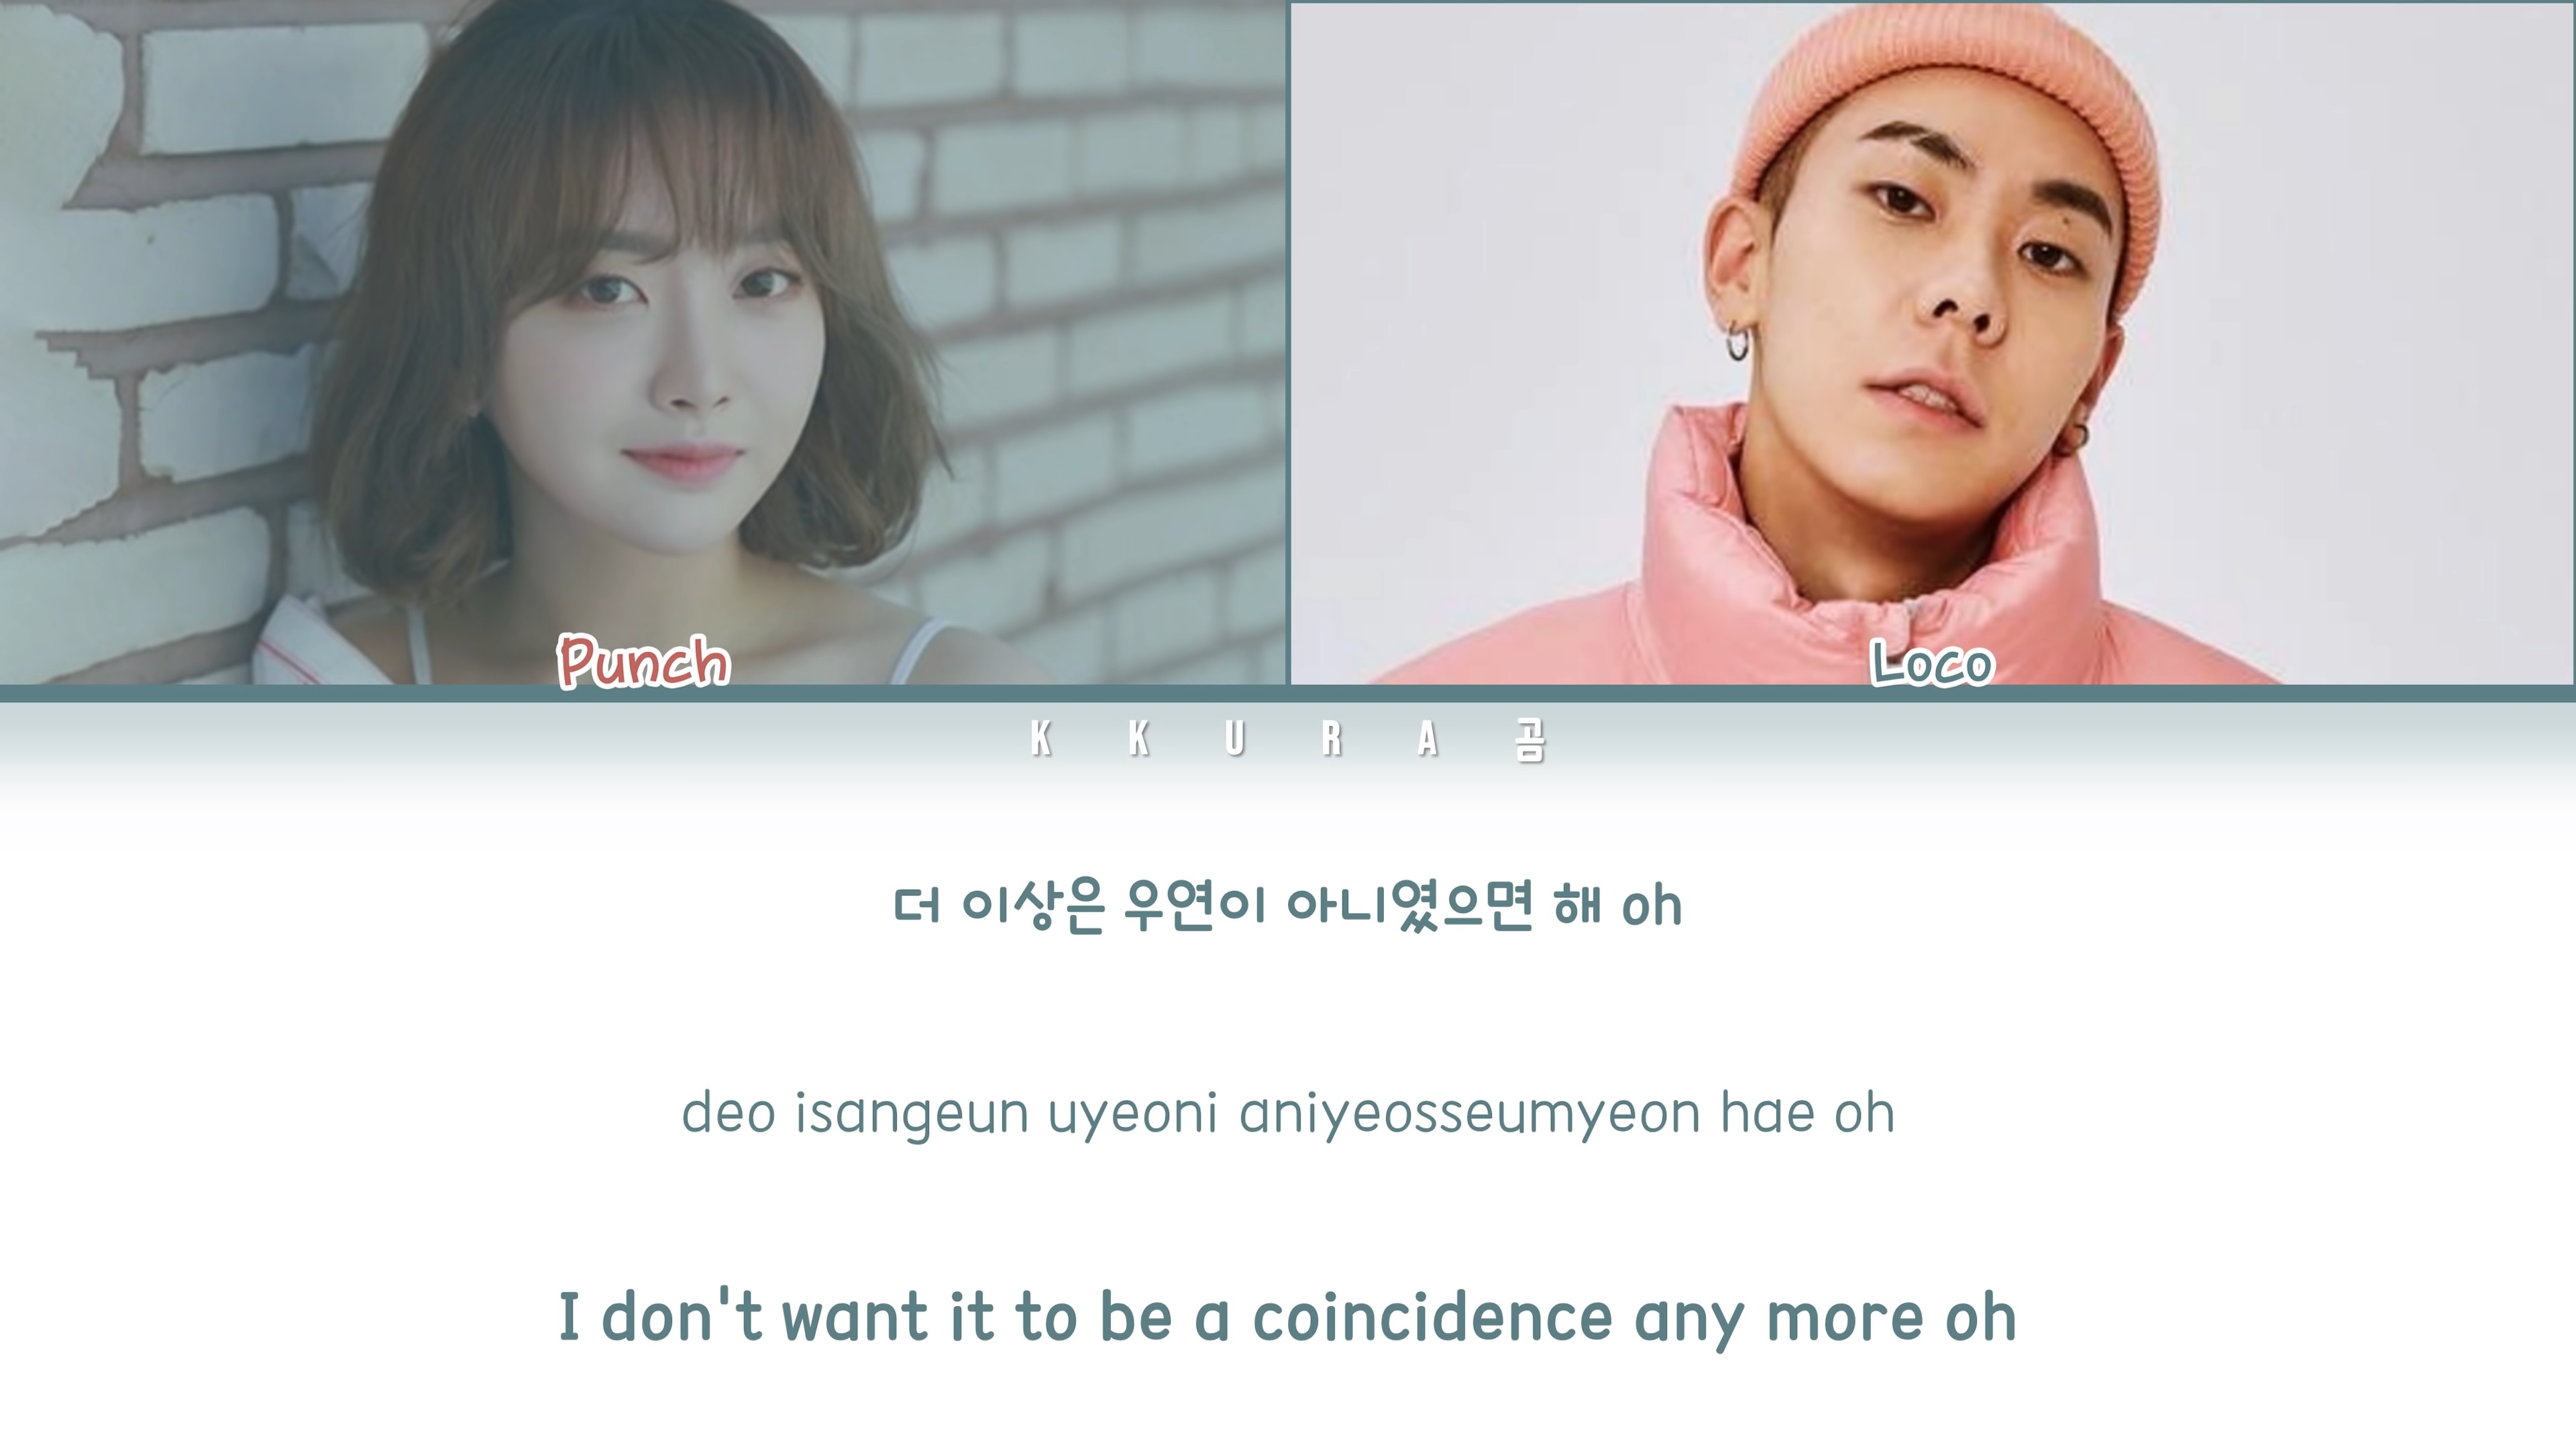 Punch
Loco
K K U R A 곰
더 이상은 우연이 아니였으면 해 oh
deo isangeun uyeoni aniyeosseumyeon hae oh
I don't want it to be a coincidence any more oh